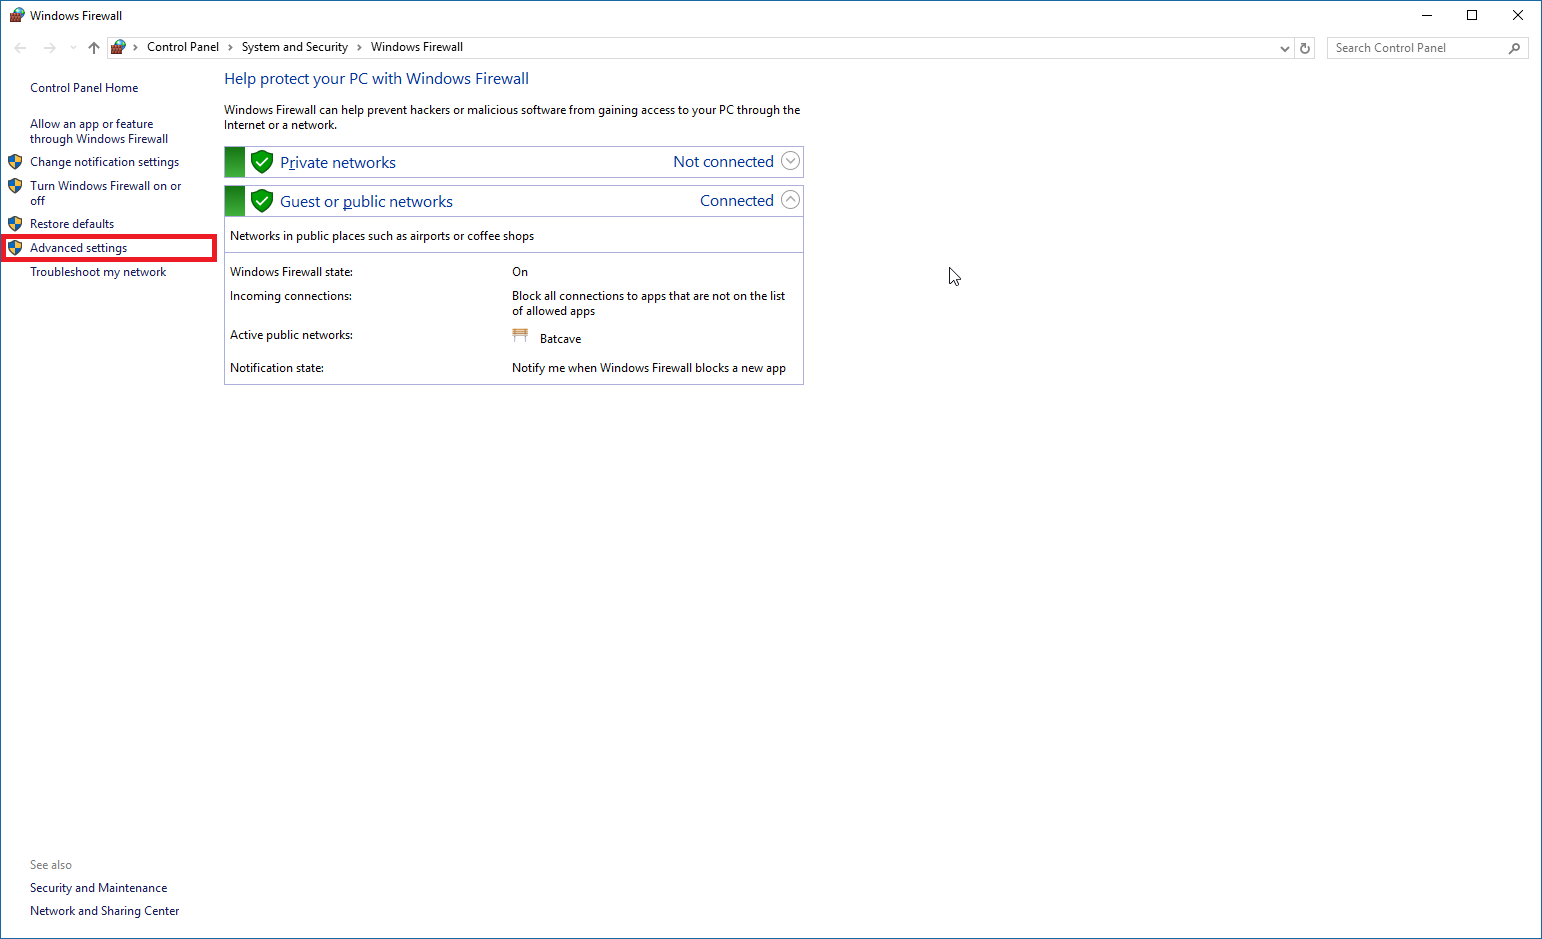 Windows Firewall
Control Panel > System and Security > Windows Firewall
Search Control Panel
Control Panel Home
Allow an app or feature
through Windows Firewall
Change notification settings
Turn Windows Firewall on or
off
Restore defaults
Advanced settings
Troubleshoot my network
Help protect your PC with Windows Firewall
Windows Firewall can help prevent hackers or malicious software from gaining access to your PC through the
Internet or a network.
Private networks Not connected
Guest or public networks Connected
Networks in public places such as airports or coffee shops
Windows Firewall state: On
Incoming connections: Block all connections to apps that are not on the list
of allowed apps
Active public networks: Batcave
Notification state: Notify me when Windows Firewall blocks a new app
See also
Security and Maintenance
Network and Sharing Center